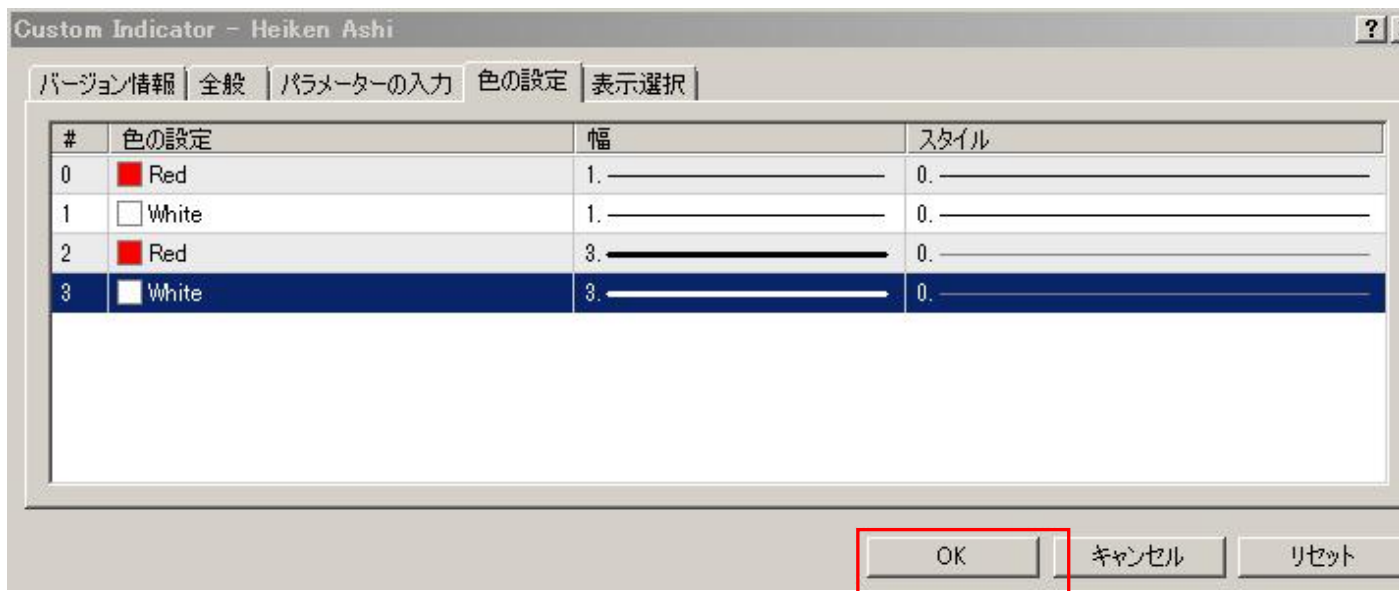 Custom Indicator - Heiken Ashi ?
バージョン情報 全般 パラメーターの入力 色の設定 表示選択
# 色の設定 幅 スタイル
0 Red 1. 0.
1 White 1. 0.
2 Red 3. 0.
3 White 3. 0.
OK キャンセル リセット